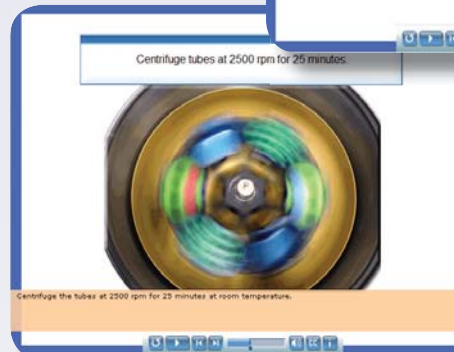 Centrifuge tubes at 2500 rpm for 25 minutes.
Centrifuge the tubes at 2500 rpm for 25 minutes at room temperature.